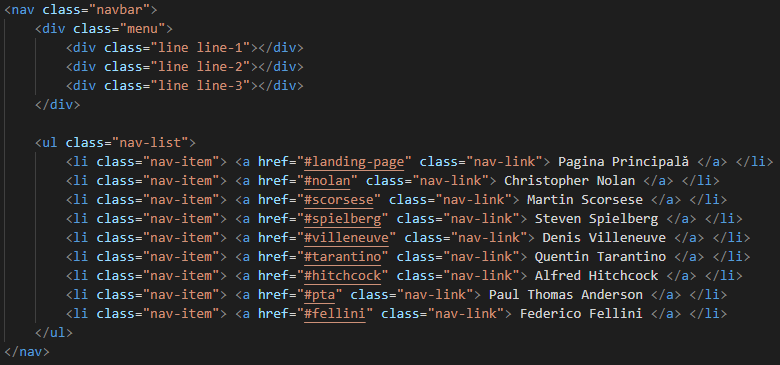 <nav class="navbar">
<div class="menu">
<div class="line line-1"></div>
<div class="line line-2"></div>
<div class="line line-3"></div>
</div>
<ul class="nav-list">
<li class="nav-item"> <a href="#landing-page" class="nav-link"> Pagina Principală </a> </li>
<li class="nav-item"> <a href="#nolan" class="nav-link"> Christopher Nolan </a> </li>
<li class="nav-item"> <a href="#scorsese" class="nav-link"> Martin Scorsese </a> </li>
<li class="nav-item"> <a href="#spielberg" class="nav-link"> Steven Spielberg </a> </li>
<li class="nav-item"> <a href="#villeneuve" class="nav-link"> Denis Villeneuve </a> </li>
<li class="nav-item"> <a href="#tarantino" class="nav-link"> Quentin Tarantino </a> </li>
<li class="nav-item"> <a href="#hitchcock" class="nav-link"> Alfred Hitchcock </a> </li>
<li class="nav-item"> <a href="#pta" class="nav-link"> Paul Thomas Anderson </a> </li>
<li class="nav-item"> <a href="#fellini" class="nav-link"> Federico Fellini </a> </li>
</ul>
</nav>